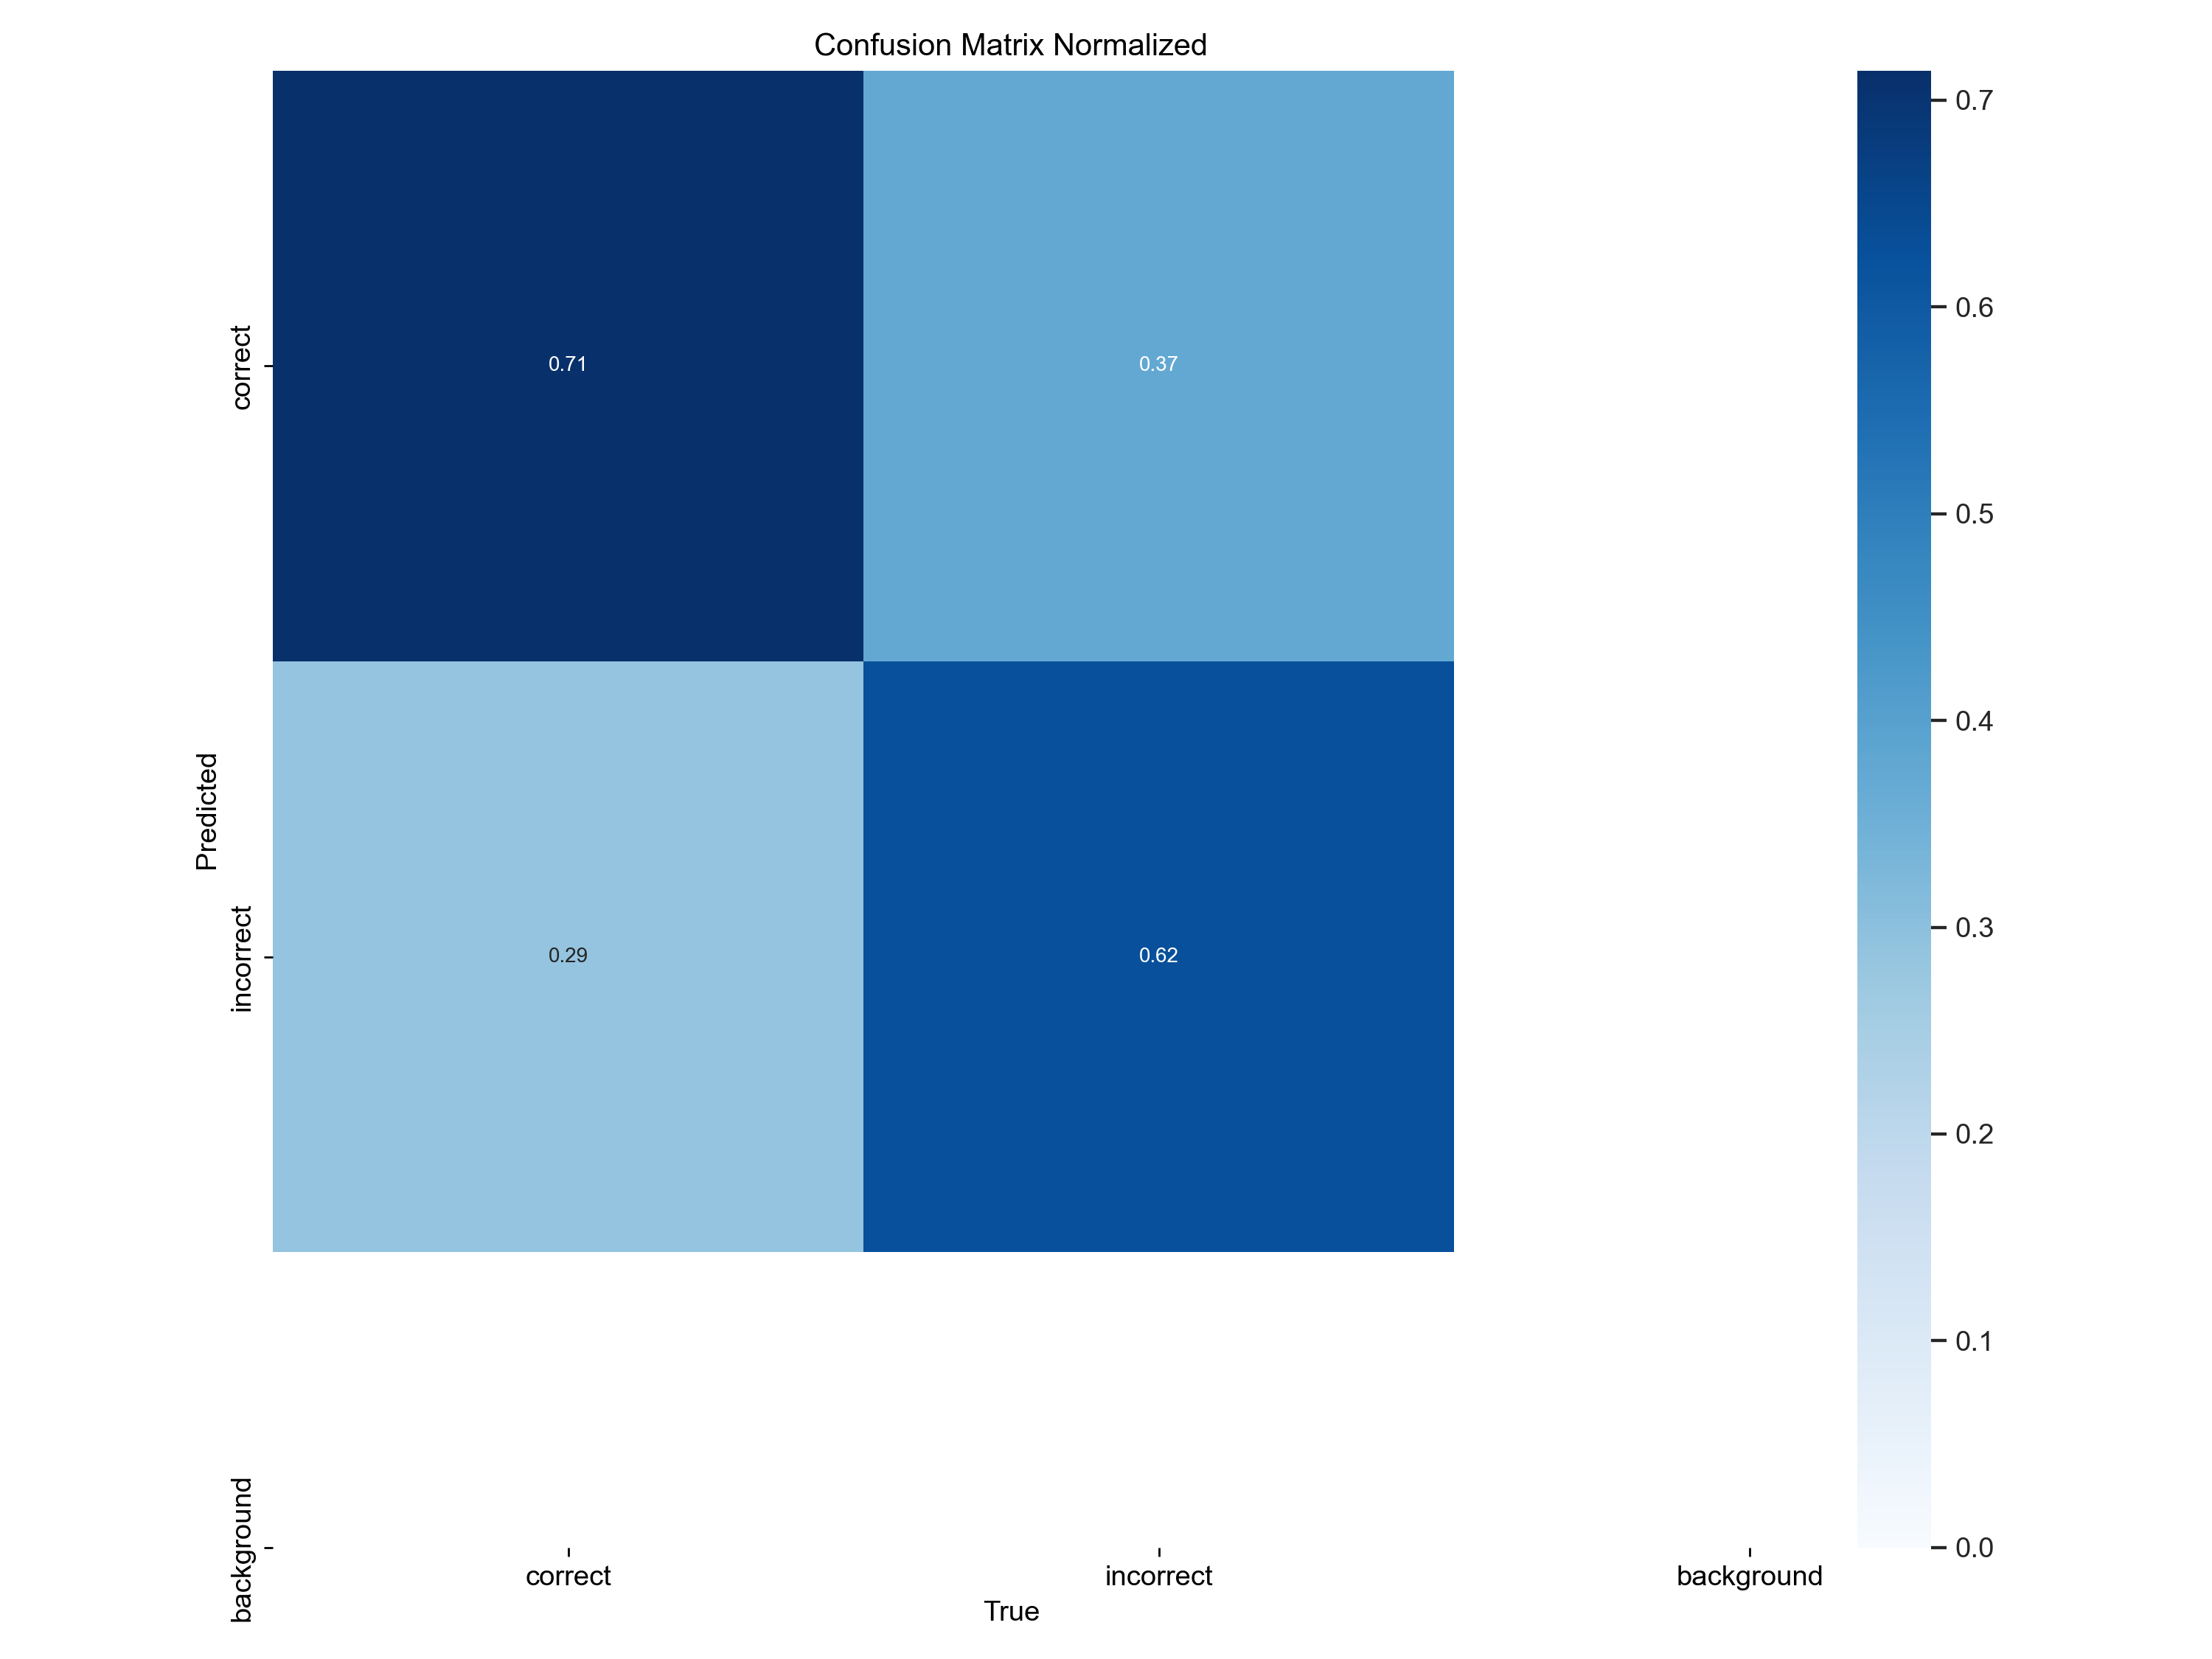 Confusion Matrix Normalized
correct
0.71
0.37
incorrect
0.29
0.62
background
Predicted
correct
incorrect
background
True
0.7
0.6
0.5
0.4
0.3
0.2
0.1
0.0